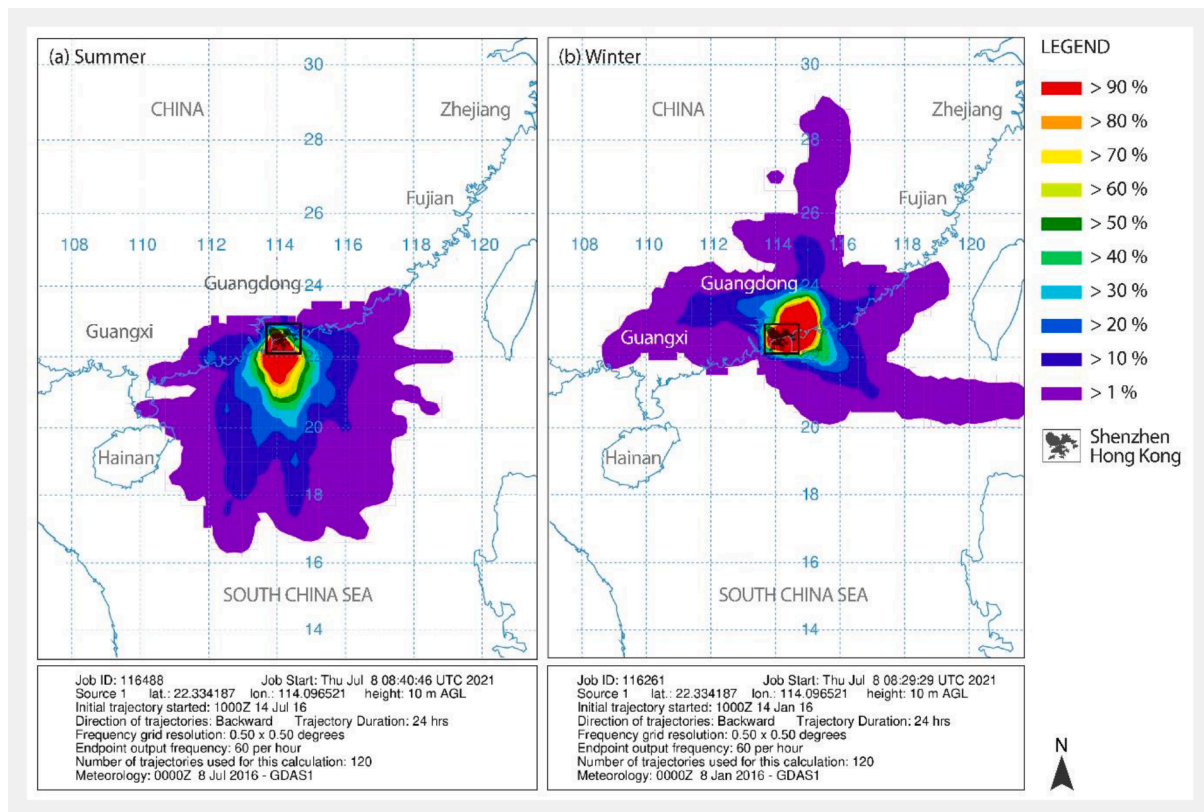 (a) Summer
30
CHINA
Zhejiang
28
Fujian
26
108 110 112 114 116 118 120
24
Guangdong
Guangxi
22
20
Hainan
18
16
SOUTH CHINA SEA
14
Job ID: 116488 Job Start: Thu Jul 8 08:40:46 UTC 2021
Source 1 lat.: 22.334187 lon.: 114.096521 height: 10 m AGL
Initial trajectory started: 1000Z 14 Jul 16
Direction of trajectories: Backward Trajectory Duration: 24 hrs
Frequency grid resolution: 0.50 x 0.50 degrees
Endpoint output frequency: 60 per hour
Number of trajectories used for this calculation: 120
Meteorology: 0000Z 8 Jul 2016 - GDAS1
(b) Winter
30
CHINA
Zhejiang
28
Fujian
26
108 110 112 114 116 118 120
24
Guangdong
Guangxi
22
20
Hainan
18
16
SOUTH CHINA SEA
14
Job ID: 116261 Job Start: Thu Jul 8 08:29:29 UTC 2021
Source 1 lat.: 22.334187 lon.: 114.096521 height: 10 m AGL
Initial trajectory started: 1000Z 14 Jan 16
Direction of trajectories: Backward Trajectory Duration: 24 hrs
Frequency grid resolution: 0.50 x 0.50 degrees
Endpoint output frequency: 60 per hour
Number of trajectories used for this calculation: 120
Meteorology: 0000Z 8 Jan 2016 - GDAS1
LEGEND
> 90 %
> 80 %
> 70 %
> 60 %
> 50 %
> 40 %
> 30 %
> 20 %
> 10 %
> 1 %
Shenzhen
Hong Kong
N